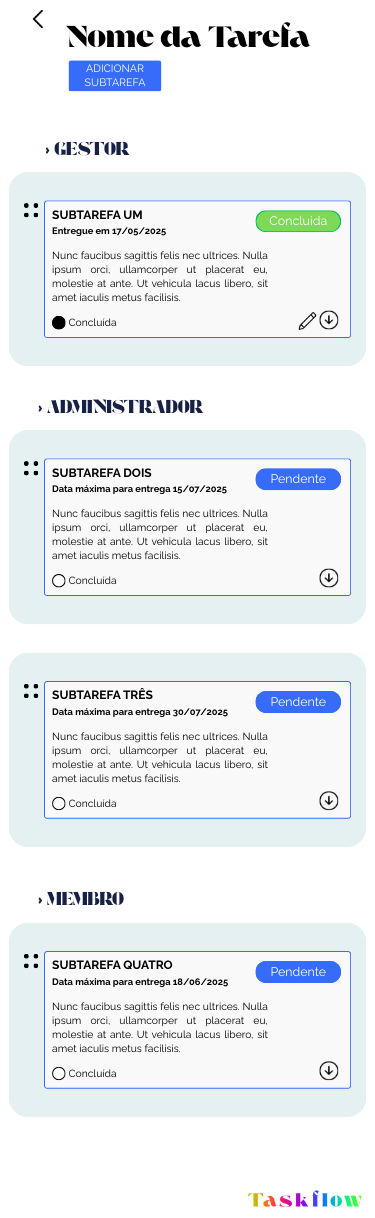 Nome da Tarefa
ADICIONAR
SUBTAREFA
› GESTOR
SUBTAREFA UM
Entregue em 17/05/2025
Concluida
Nunc faucibus sagittis felis nec ultrices. Nulla
ipsum orci, ullamcorper ut placerat eu,
molestie at ante. Ut vehicula lacus libero, sit
amet iaculis metus facilisis.
Concluída
› ADMINISTRADOR
SUBTAREFA DOIS
Data máxima para entrega 15/07/2025
Pendente
Nunc faucibus sagittis felis nec ultrices. Nulla
ipsum orci, ullamcorper ut placerat eu,
molestie at ante. Ut vehicula lacus libero, sit
amet iaculis metus facilisis.
Concluída
SUBTAREFA TRÊS
Data máxima para entrega 30/07/2025
Pendente
Nunc faucibus sagittis felis nec ultrices. Nulla
ipsum orci, ullamcorper ut placerat eu,
molestie at ante. Ut vehicula lacus libero, sit
amet iaculis metus facilisis.
Concluída
› MEMBRO
SUBTAREFA QUATRO
Data máxima para entrega 18/06/2025
Pendente
Nunc faucibus sagittis felis nec ultrices. Nulla
ipsum orci, ullamcorper ut placerat eu,
molestie at ante. Ut vehicula lacus libero, sit
amet iaculis metus facilisis.
Concluída
Taskflow